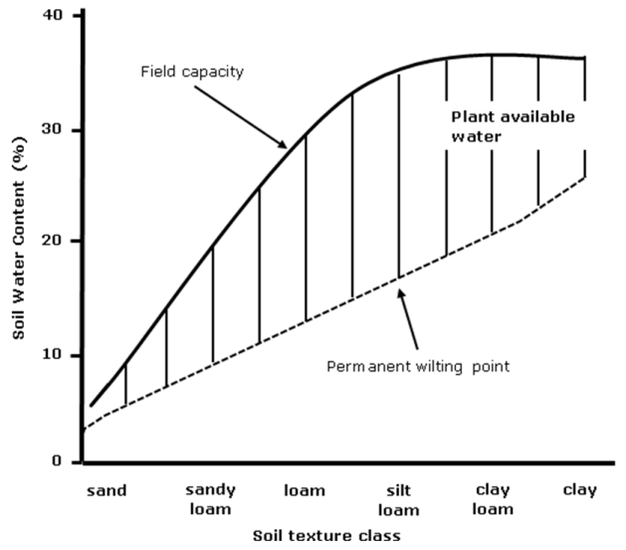 40
30
20
10
0
Soil Water Content (%)
Field capacity
Plant available
water
Permanent wilting point
sand
sandy
loam
loam
silt
loam
clay
loam
clay
Soil texture class